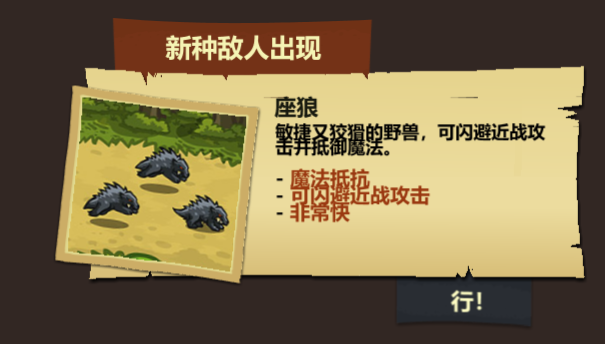 新种敌人出现
座狼
敏捷又狡猾的野兽，可闪避近战攻
击并抵御魔法。
- 魔法抵抗
- 可闪避近战攻击
- 非常快
行!